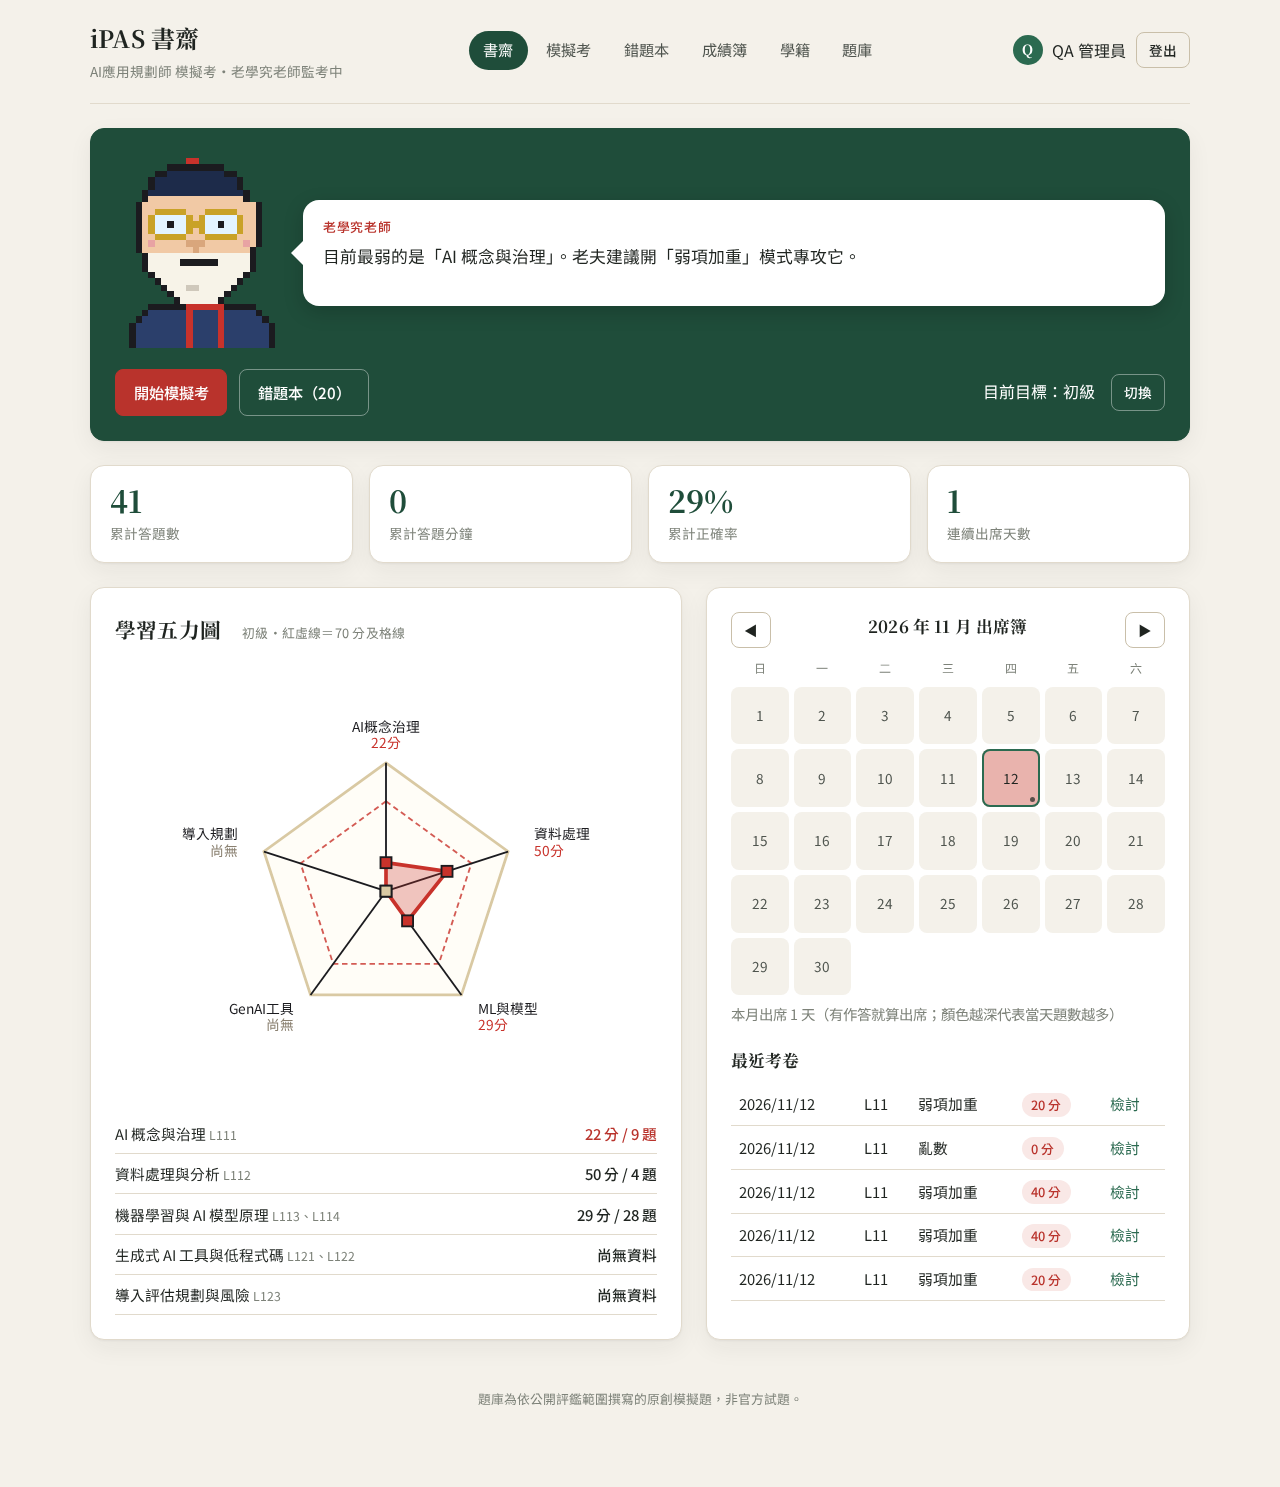 iPAS 書齋
AI應用規劃師 模擬考・老學究老師監考中
書齋
模擬考
錯題本
成績簿
學籍
題庫
Q
QA 管理員
登出
老學究老師
目前最弱的是「AI 概念與治理」。老夫建議開「弱項加重」模式專攻它。
開始模擬考
錯題本（20）
目前目標：初級
切換
41
累計答題數
0
累計答題分鐘
29%
累計正確率
1
連續出席天數
學習五力圖
初級・紅虛線＝70 分及格線
AI概念治理
22分
資料處理
50分
ML與模型
29分
GenAI工具
尚無
導入規劃
尚無
AI 概念與治理 L111 22 分 / 9 題
資料處理與分析 L112 50 分 / 4 題
機器學習與 AI 模型原理 L113、L114 29 分 / 28 題
生成式 AI 工具與低程式碼 L121、L122 尚無資料
導入評估規劃與風險 L123 尚無資料
◀ 2026 年 11 月 出席簿 ▶
日 一 二 三 四 五 六
1 2 3 4 5 6 7
8 9 10 11 12 13 14
15 16 17 18 19 20 21
22 23 24 25 26 27 28
29 30
本月出席 1 天（有作答就算出席；顏色越深代表當天題數越多）
最近考卷
2026/11/12 L11 弱項加重 20 分 檢討
2026/11/12 L11 亂數 0 分 檢討
2026/11/12 L11 弱項加重 40 分 檢討
2026/11/12 L11 弱項加重 40 分 檢討
2026/11/12 L11 弱項加重 20 分 檢討
題庫為依公開評鑑範圍撰寫的原創模擬題，非官方試題。